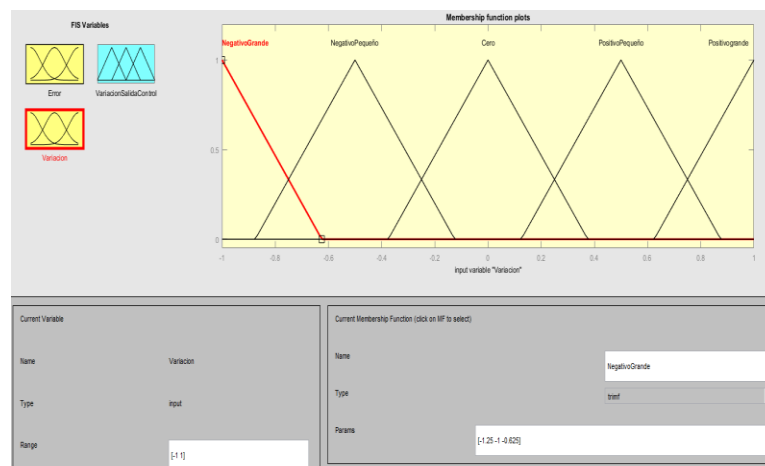 FIS Variables
Membership function plots
Error
VariacionSalidaControl
Variacion
NegativoGrande
NegativoPequeño
Cero
PositivoPequeño
Positivogrande
1
0.5
0
-1
-0.8
-0.6
-0.4
-0.2
0
0.2
0.4
0.6
0.8
1
input variable "Variacion"
Current Variable
Name
Variacion
Type
input
Range
[-1 1]
Current Membership Function (click on MF to select)
Name
NegativoGrande
Type
trimf
Params
[-1.25 -1 -0.625]